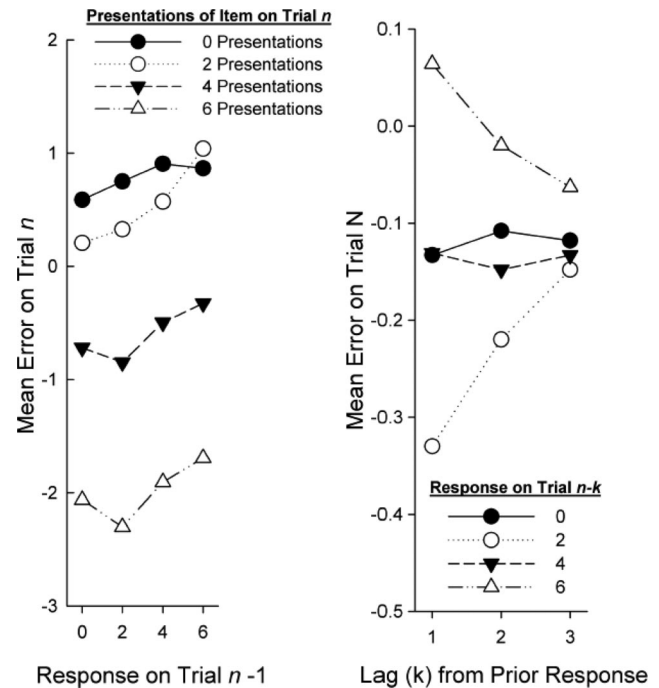 Presentations of Item on Trial n
0 Presentations
2 Presentations
4 Presentations
6 Presentations
Mean Error on Trial n
2
1
0
-1
-2
-3
0 2 4 6
Response on Trial n -1
Mean Error on Trial N
0.1
0.0
-0.1
-0.2
-0.3
-0.4
-0.5
Response on Trial n-k
0
2
4
6
1 2 3
Lag (k) from Prior Response